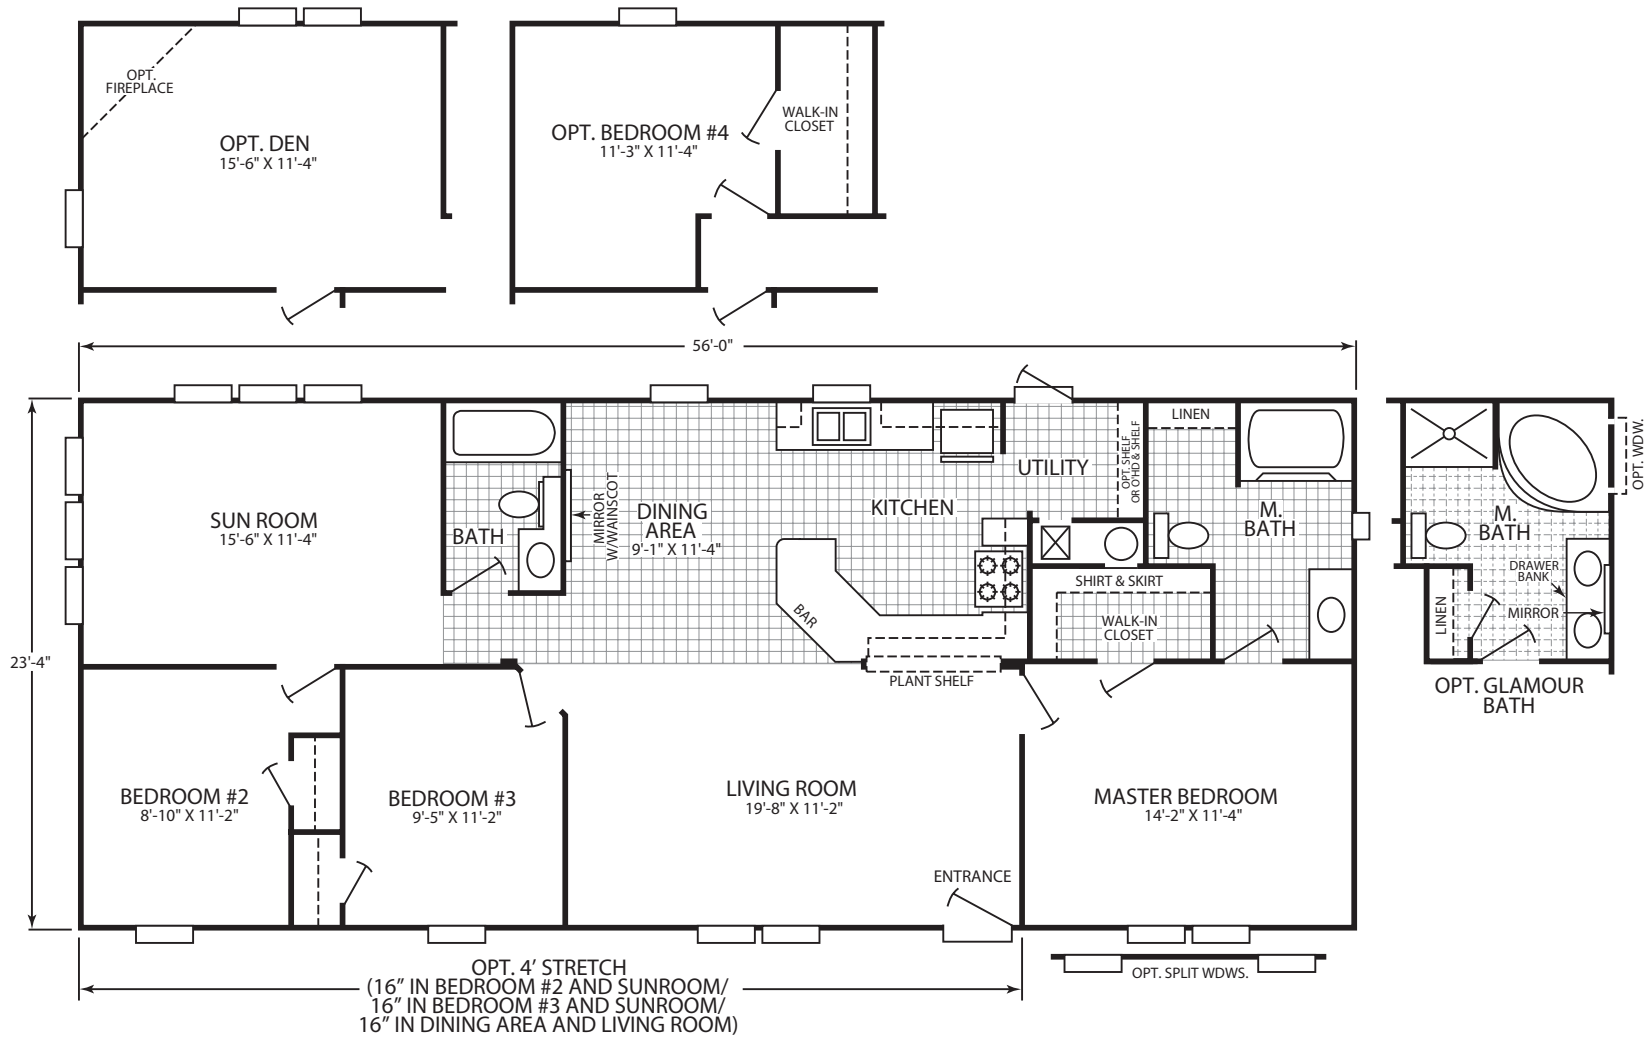 OPT.
FIREPLACE
OPT. DEN
15'-6" X 11'-4"
OPT. BEDROOM #4
11'-3" X 11'-4"
WALK-IN
CLOSET
56'-0"
23'-4"
SUN ROOM
15'-6" X 11'-4"
BATH
MIRROR
W/WAINSCOT
DINING
AREA
9'-1" X 11'-4"
KITCHEN
BAR
PLANT SHELF
UTILITY
OPT. SHELF
OR O'HD & SHELF
LINEN
M.
BATH
SHIRT & SKIRT
WALK-IN
CLOSET
OPT. WDW.
M.
BATH
DRAWER
BANK
MIRROR
LINEN
OPT. GLAMOUR
BATH
BEDROOM #2
8'-10" X 11'-2"
BEDROOM #3
9'-5" X 11'-2"
LIVING ROOM
19'-8" X 11'-2"
ENTRANCE
MASTER BEDROOM
14'-2" X 11'-4"
OPT. SPLIT WDWS.
OPT. 4’ STRETCH
(16” IN BEDROOM #2 AND SUNROOM/
16” IN BEDROOM #3 AND SUNROOM/
16” IN DINING AREA AND LIVING ROOM)